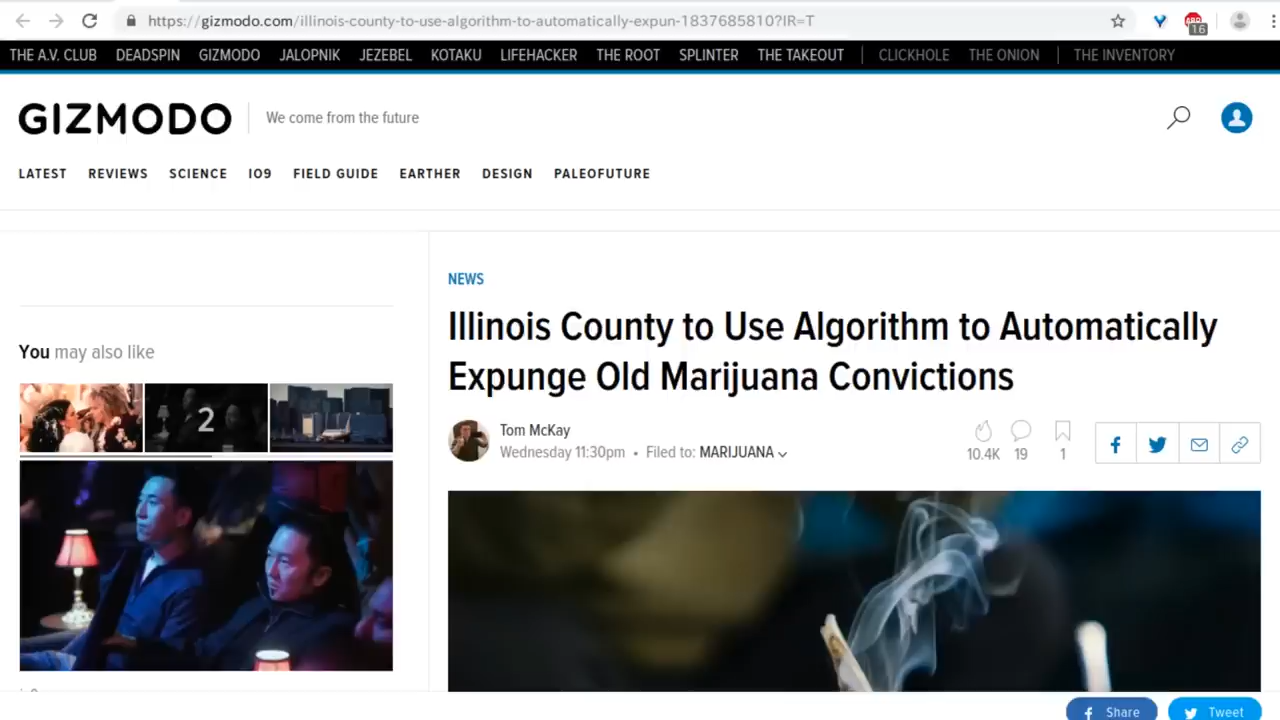 https://gizmodo.com/illinois-county-to-use-algorithm-to-automatically-expun-1837685810?IR=T
ABP
16
THE A.V. CLUB DEADSPIN GIZMODO JALOPNIK JEZEBEL KOTAKU LIFEHACKER THE ROOT SPLINTER THE TAKEOUT CLICKHOLE THE ONION THE INVENTORY
GIZMODO We come from the future
LATEST REVIEWS SCIENCE IO9 FIELD GUIDE EARTHER DESIGN PALEOFUTURE
NEWS
Illinois County to Use Algorithm to Automatically
Expunge Old Marijuana Convictions
Tom McKay
Wednesday 11:30pm • Filed to: MARIJUANA
10.4K 19 1
You may also like
2
Share Tweet